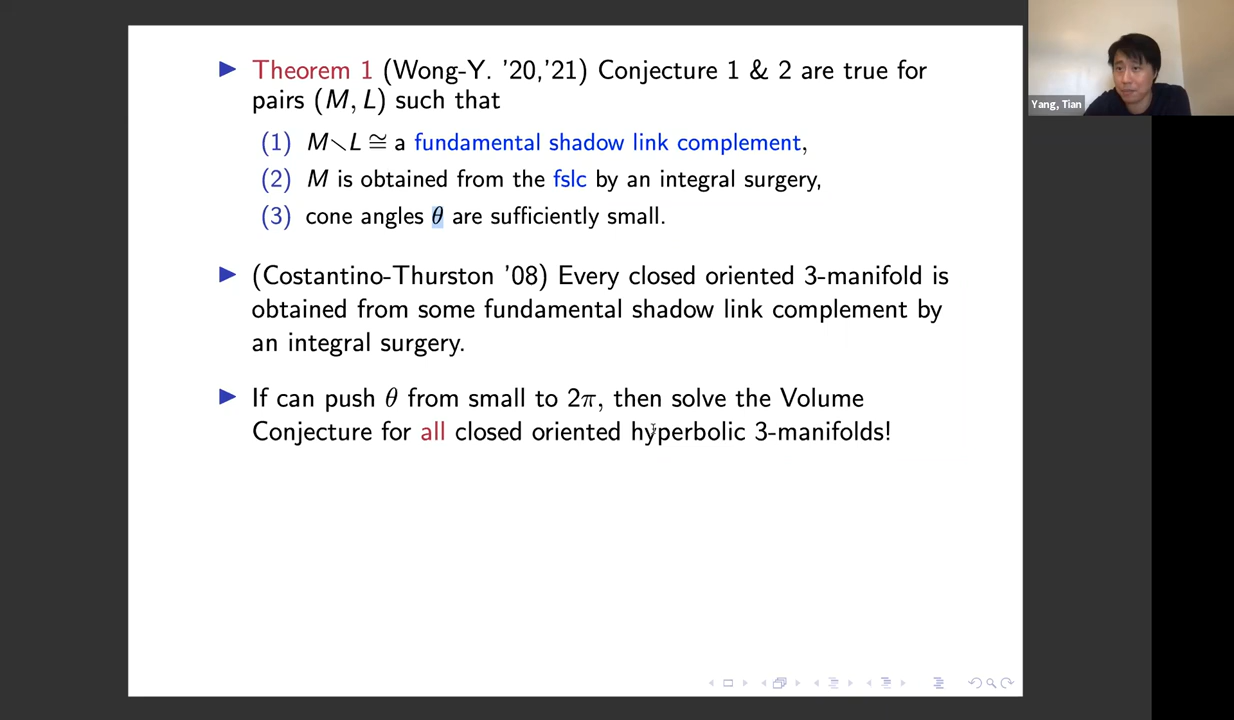 ▶ Theorem 1 (Wong-Y. '20,'21) Conjecture 1 & 2 are true for
pairs (M, L) such that
(1) M∖L ≅ a fundamental shadow link complement,
(2) M is obtained from the fslc by an integral surgery,
(3) cone angles θ are sufficiently small.
▶ (Costantino-Thurston '08) Every closed oriented 3-manifold is
obtained from some fundamental shadow link complement by
an integral surgery.
▶ If can push θ from small to 2π, then solve the Volume
Conjecture for all closed oriented hyperbolic 3-manifolds!
Yang, Tian